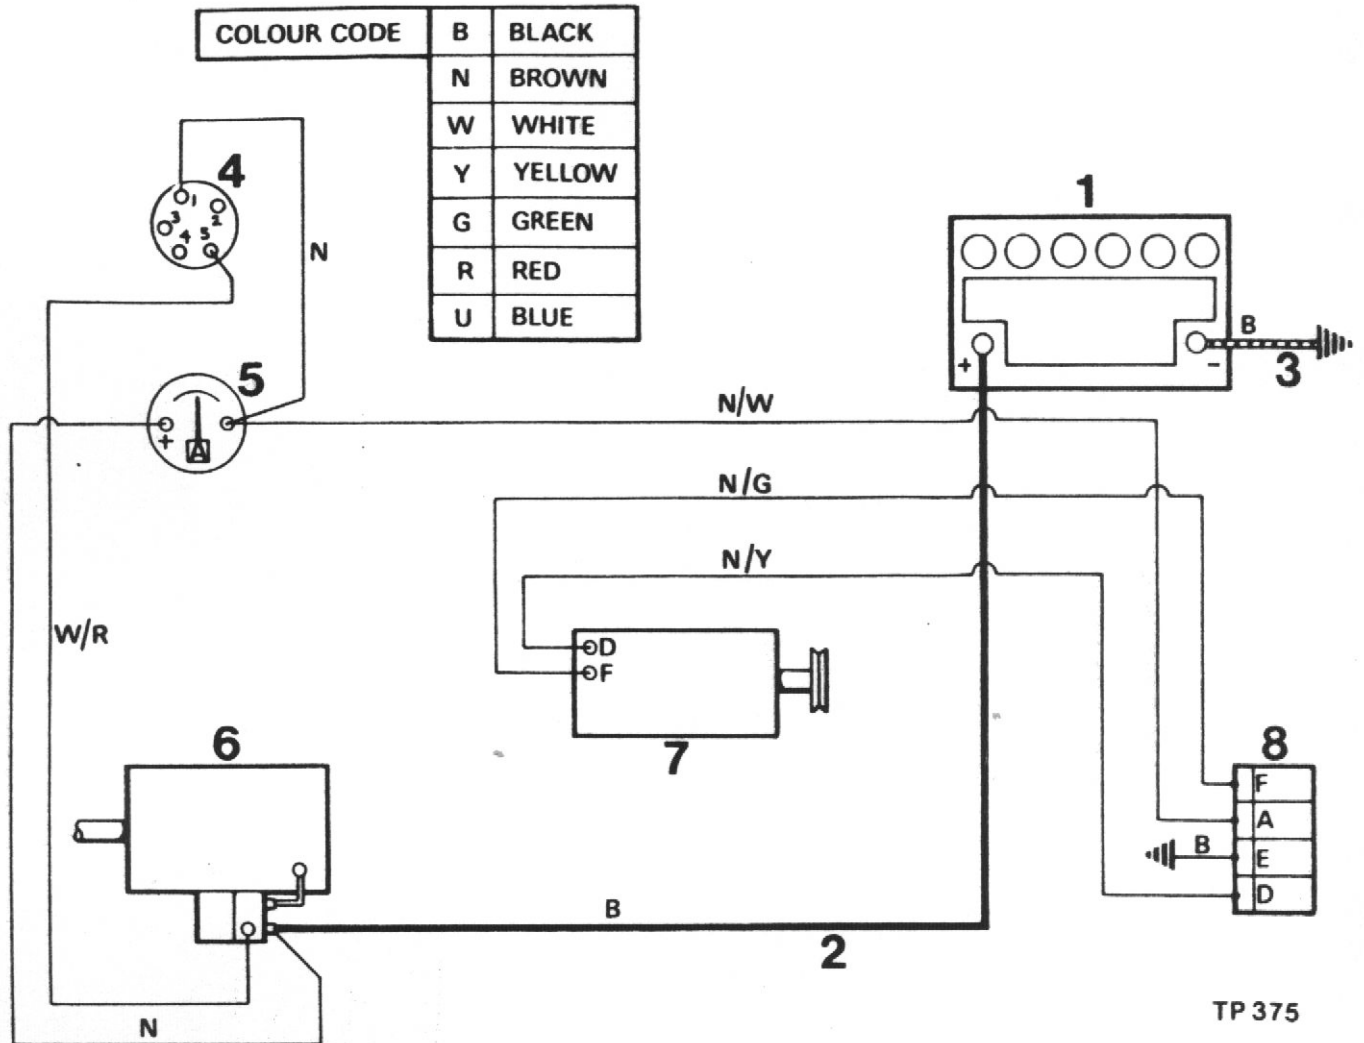 COLOUR CODE B BLACK
N BROWN
W WHITE
Y YELLOW
G GREEN
R RED
U BLUE
4
1
2
3
4 5
N
5
+
A
1
+
-
B
3
N/W
N/G
N/Y
W/R
D
F
7
6
8
F
A
B E
D
B
2
N
TP 375